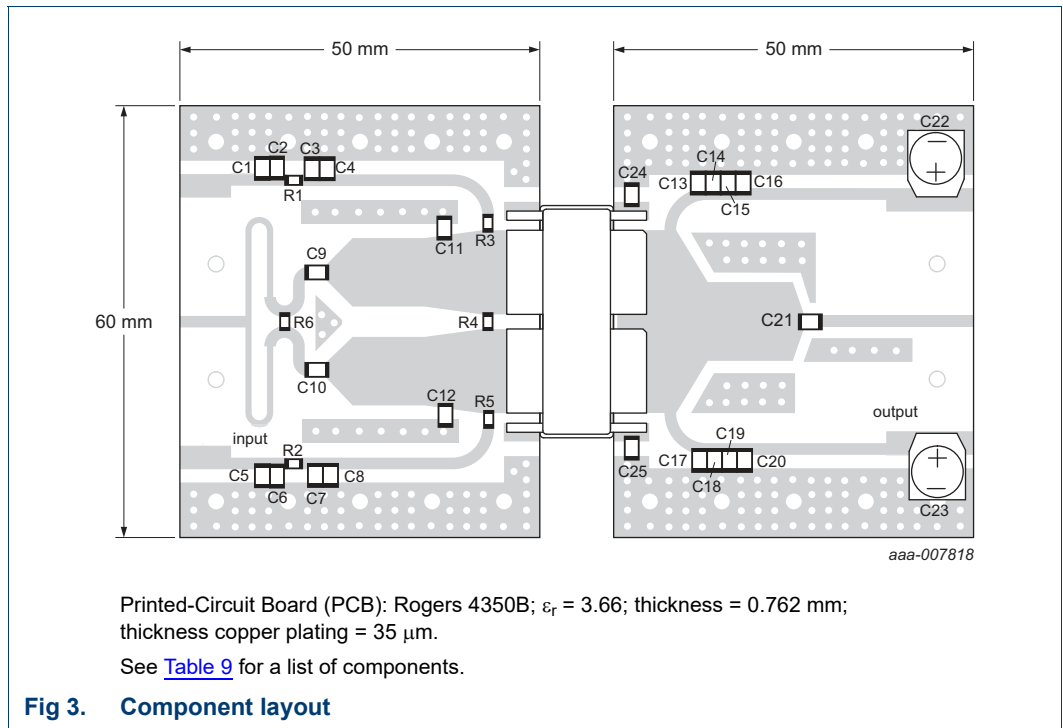 50 mm
50 mm
60 mm
C1
C2
C3
C4
R1
C11
R3
C9
R6
R4
C10
C12
R5
input
R2
C5
C6
C7
C8
C24
C13
C14
C15
C16
C22
+
−
C21
output
C25
C17
C18
C19
C20
+
−
C23
aaa-007818
Printed-Circuit Board (PCB): Rogers 4350B; εr = 3.66; thickness = 0.762 mm;
thickness copper plating = 35 μm.
See Table 9 for a list of components.
Fig 3. Component layout